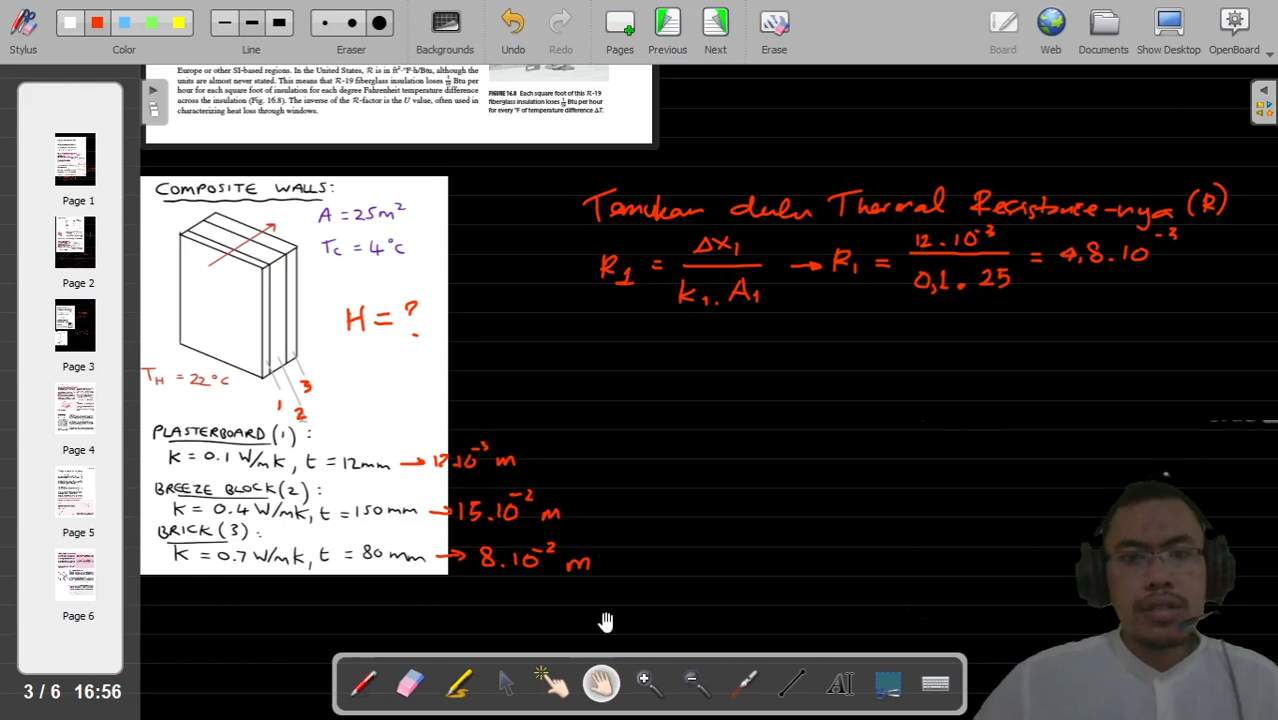 Stylus
Color
Line
Eraser
Backgrounds
Undo
Redo
Pages
Previous
Next
Erase
Board
Web
Documents
Show Desktop
OpenBoard
Europe or other SI-based regions. In the United States, R is in ft²·°F·h/Btu, although the
units are almost never stated. This means that R-19 fiberglass insulation loses 1/19 Btu per
hour for each square foot of insulation for each degree Fahrenheit temperature difference
across the insulation (Fig. 16.8). The inverse of the R-factor is the U value, often used in
characterizing heat loss through windows.
FIGURE 16.8 Each square foot of this R-19
fiberglass insulation loses 1/19 Btu per hour
for every °F of temperature difference ΔT.
COMPOSITE WALLS:
A = 25m²
Tc = 4°C
H = ?
TH = 22°C
1
2
3
PLASTERBOARD (1) :
K = 0.1 W/mK, t = 12mm → 12.10⁻³ m
BREEZE BLOCK (2) :
K = 0.4 W/mK, t = 150mm → 15.10⁻² m
BRICK (3) :
K = 0.7 W/mK, t = 80 mm → 8.10⁻² m
Temukan dulu Thermal Resistance-nya (R)
R1 = Δx1 / k1. A1 → R1 = 12.10⁻³ / 0,1 . 25 = 4,8.10⁻³
Page 1
Page 2
Page 3
Page 4
Page 5
Page 6
3 / 6 16:56